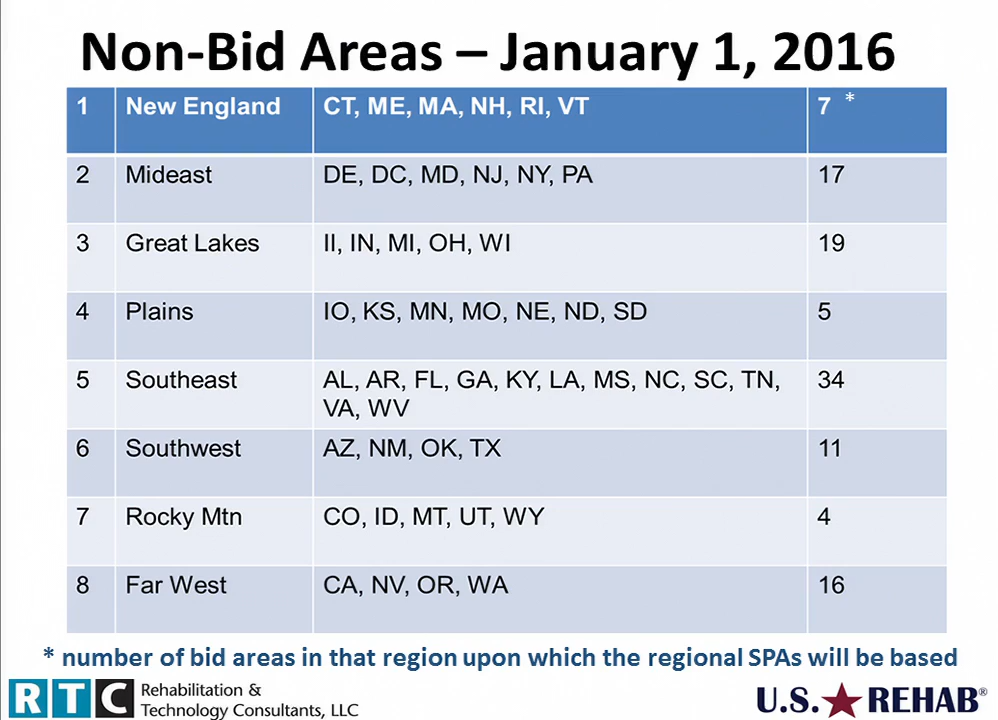 Non-Bid Areas – January 1, 2016
1 New England CT, ME, MA, NH, RI, VT 7 *
2 Mideast DE, DC, MD, NJ, NY, PA 17
3 Great Lakes II, IN, MI, OH, WI 19
4 Plains IO, KS, MN, MO, NE, ND, SD 5
5 Southeast AL, AR, FL, GA, KY, LA, MS, NC, SC, TN, 34
VA, WV
6 Southwest AZ, NM, OK, TX 11
7 Rocky Mtn CO, ID, MT, UT, WY 4
8 Far West CA, NV, OR, WA 16
* number of bid areas in that region upon which the regional SPAs will be based
RTC Rehabilitation &
Technology Consultants, LLC
U.S. REHAB®